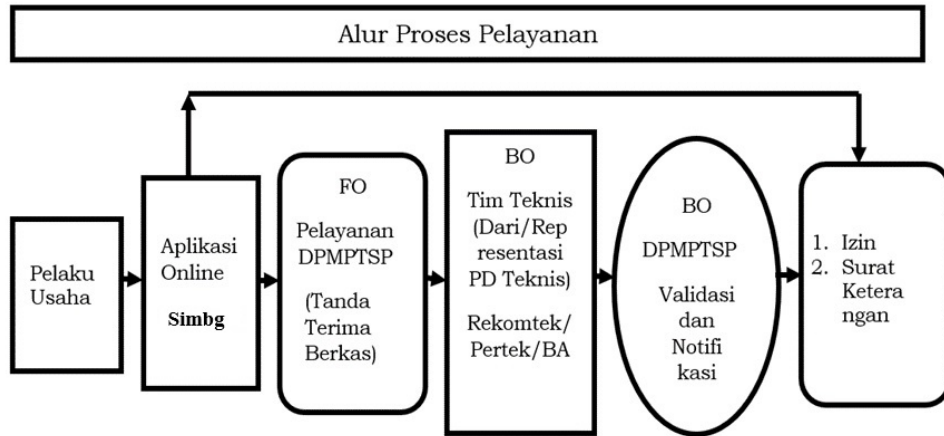 Alur Proses Pelayanan
Pelaku
Usaha
Aplikasi
Online
Simbg
FO
Pelayanan
DPMPTSP
(Tanda
Terima
Berkas)
BO
Tim Teknis
(Dari/Rep
resentasi
PD Teknis)
Rekomtek/
Pertek/BA
BO
DPMPTSP
Validasi
dan
Notifi
kasi
1. Izin
2. Surat
Ketera
ngan